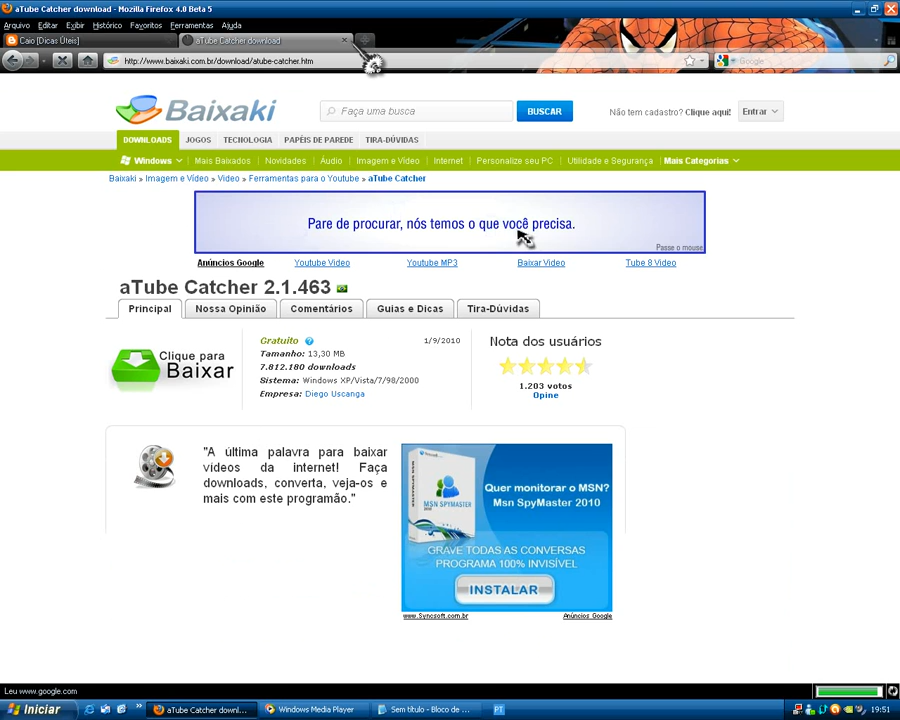 aTube Catcher download - Mozilla Firefox 4.0 Beta 5
Arquivo Editar Exibir Histórico Favoritos Ferramentas Ajuda
Caio [Dicas Úteis] aTube Catcher download
http://www.baixaki.com.br/download/atube-catcher.htm Google
Baixaki Faça uma busca BUSCAR Não tem cadastro? Clique aqui! Entrar
DOWNLOADS JOGOS TECNOLOGIA PAPÉIS DE PAREDE TIRA-DÚVIDAS
Windows Mais Baixados Novidades Áudio Imagem e Vídeo Internet Personalize seu PC Utilidade e Segurança Mais Categorias
Baixaki » Imagem e Vídeo » Video » Ferramentas para o Youtube » aTube Catcher
Pare de procurar, nós temos o que você precisa.
Passe o mouse
Anúncios Google Youtube Video Youtube MP3 Baixar Video Tube 8 Video
aTube Catcher 2.1.463
Principal Nossa Opinião Comentários Guias e Dicas Tira-Dúvidas
Clique para
Baixar
Gratuito ? 1/9/2010
Tamanho: 13,30 MB
7.812.180 downloads
Sistema: Windows XP/Vista/7/98/2000
Empresa: Diego Uscanga
Nota dos usuários
1.203 votos
Opine
"A última palavra para baixar
vídeos da internet! Faça
downloads, converta, veja-os e
mais com este programão."
MSN SPYMASTER
2010
Quer monitorar o MSN?
Msn SpyMaster 2010
GRAVE TODAS AS CONVERSAS
PROGRAMA 100% INVISÍVEL
INSTALAR
www.Syncsoft.com.br Anúncios Google
Leu www.google.com
Iniciar » aTube Catcher downl... Windows Media Player Sem título - Bloco de ... PT 19:51